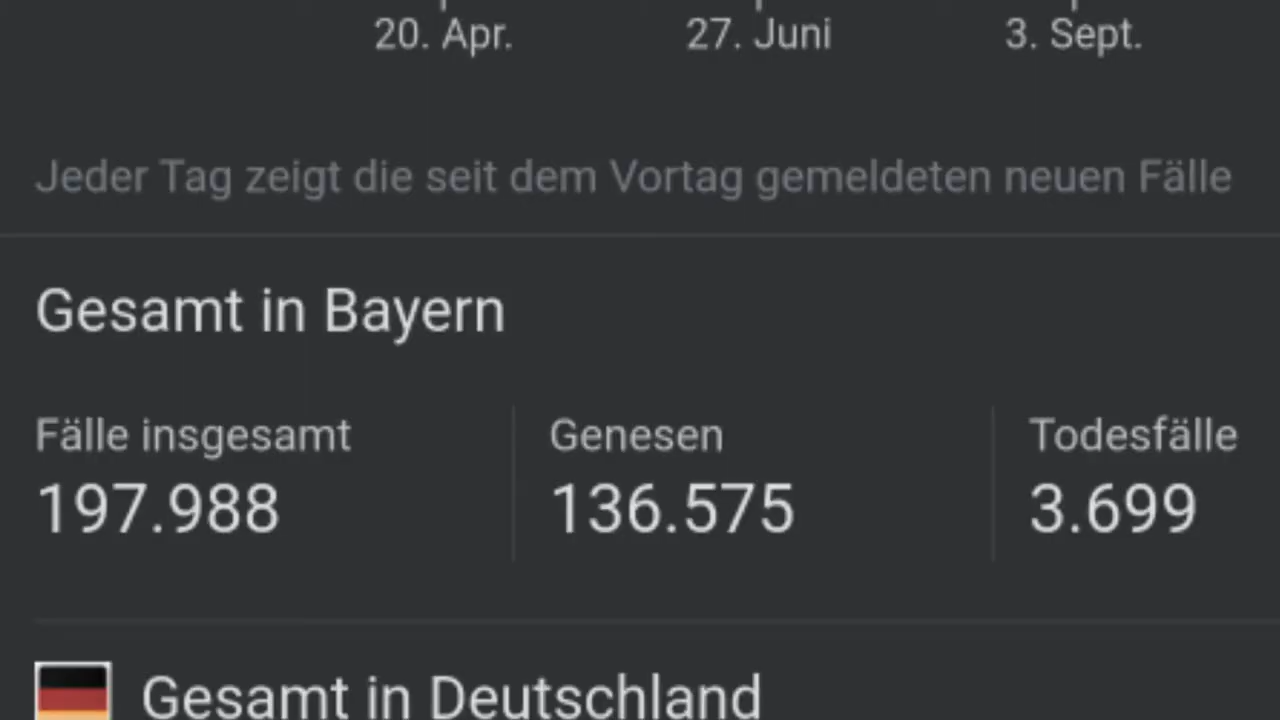 20. Apr. 27. Juni 3. Sept.
Jeder Tag zeigt die seit dem Vortag gemeldeten neuen Fälle
Gesamt in Bayern
Fälle insgesamt Genesen Todesfälle
197.988 136.575 3.699
Gesamt in Deutschland